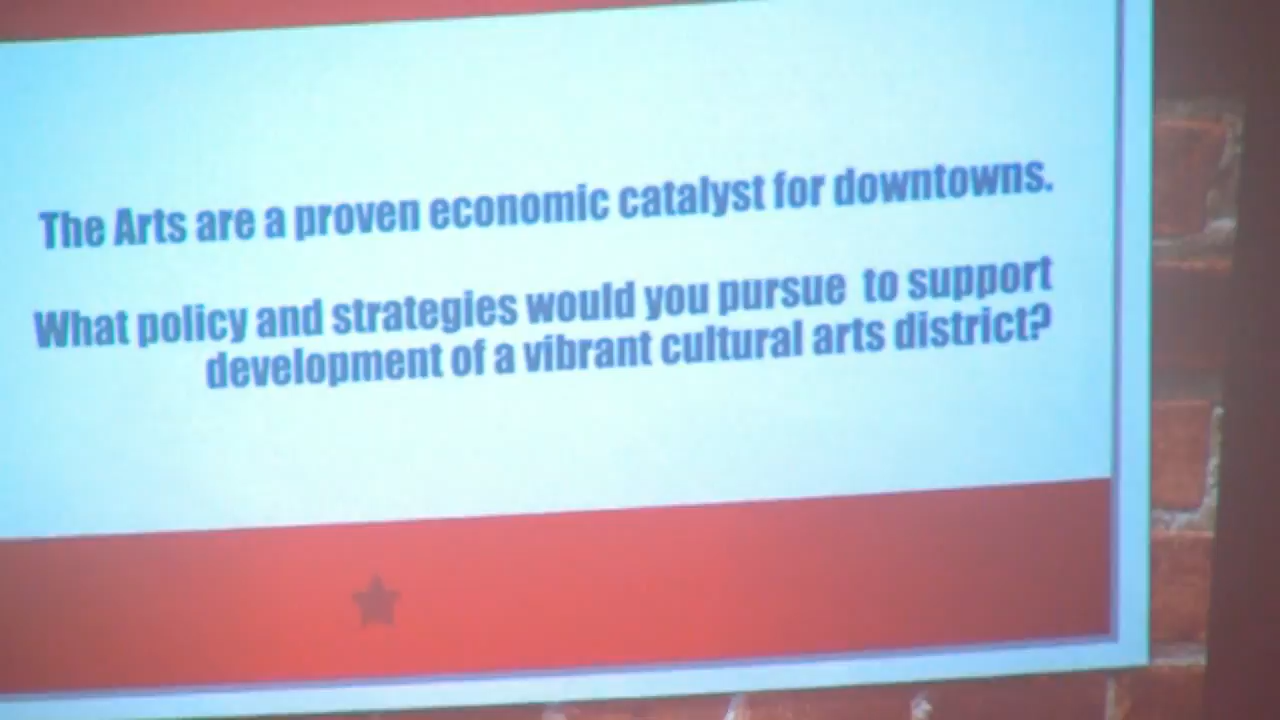 The Arts are a proven economic catalyst for downtowns.
What policy and strategies would you pursue to support
development of a vibrant cultural arts district?